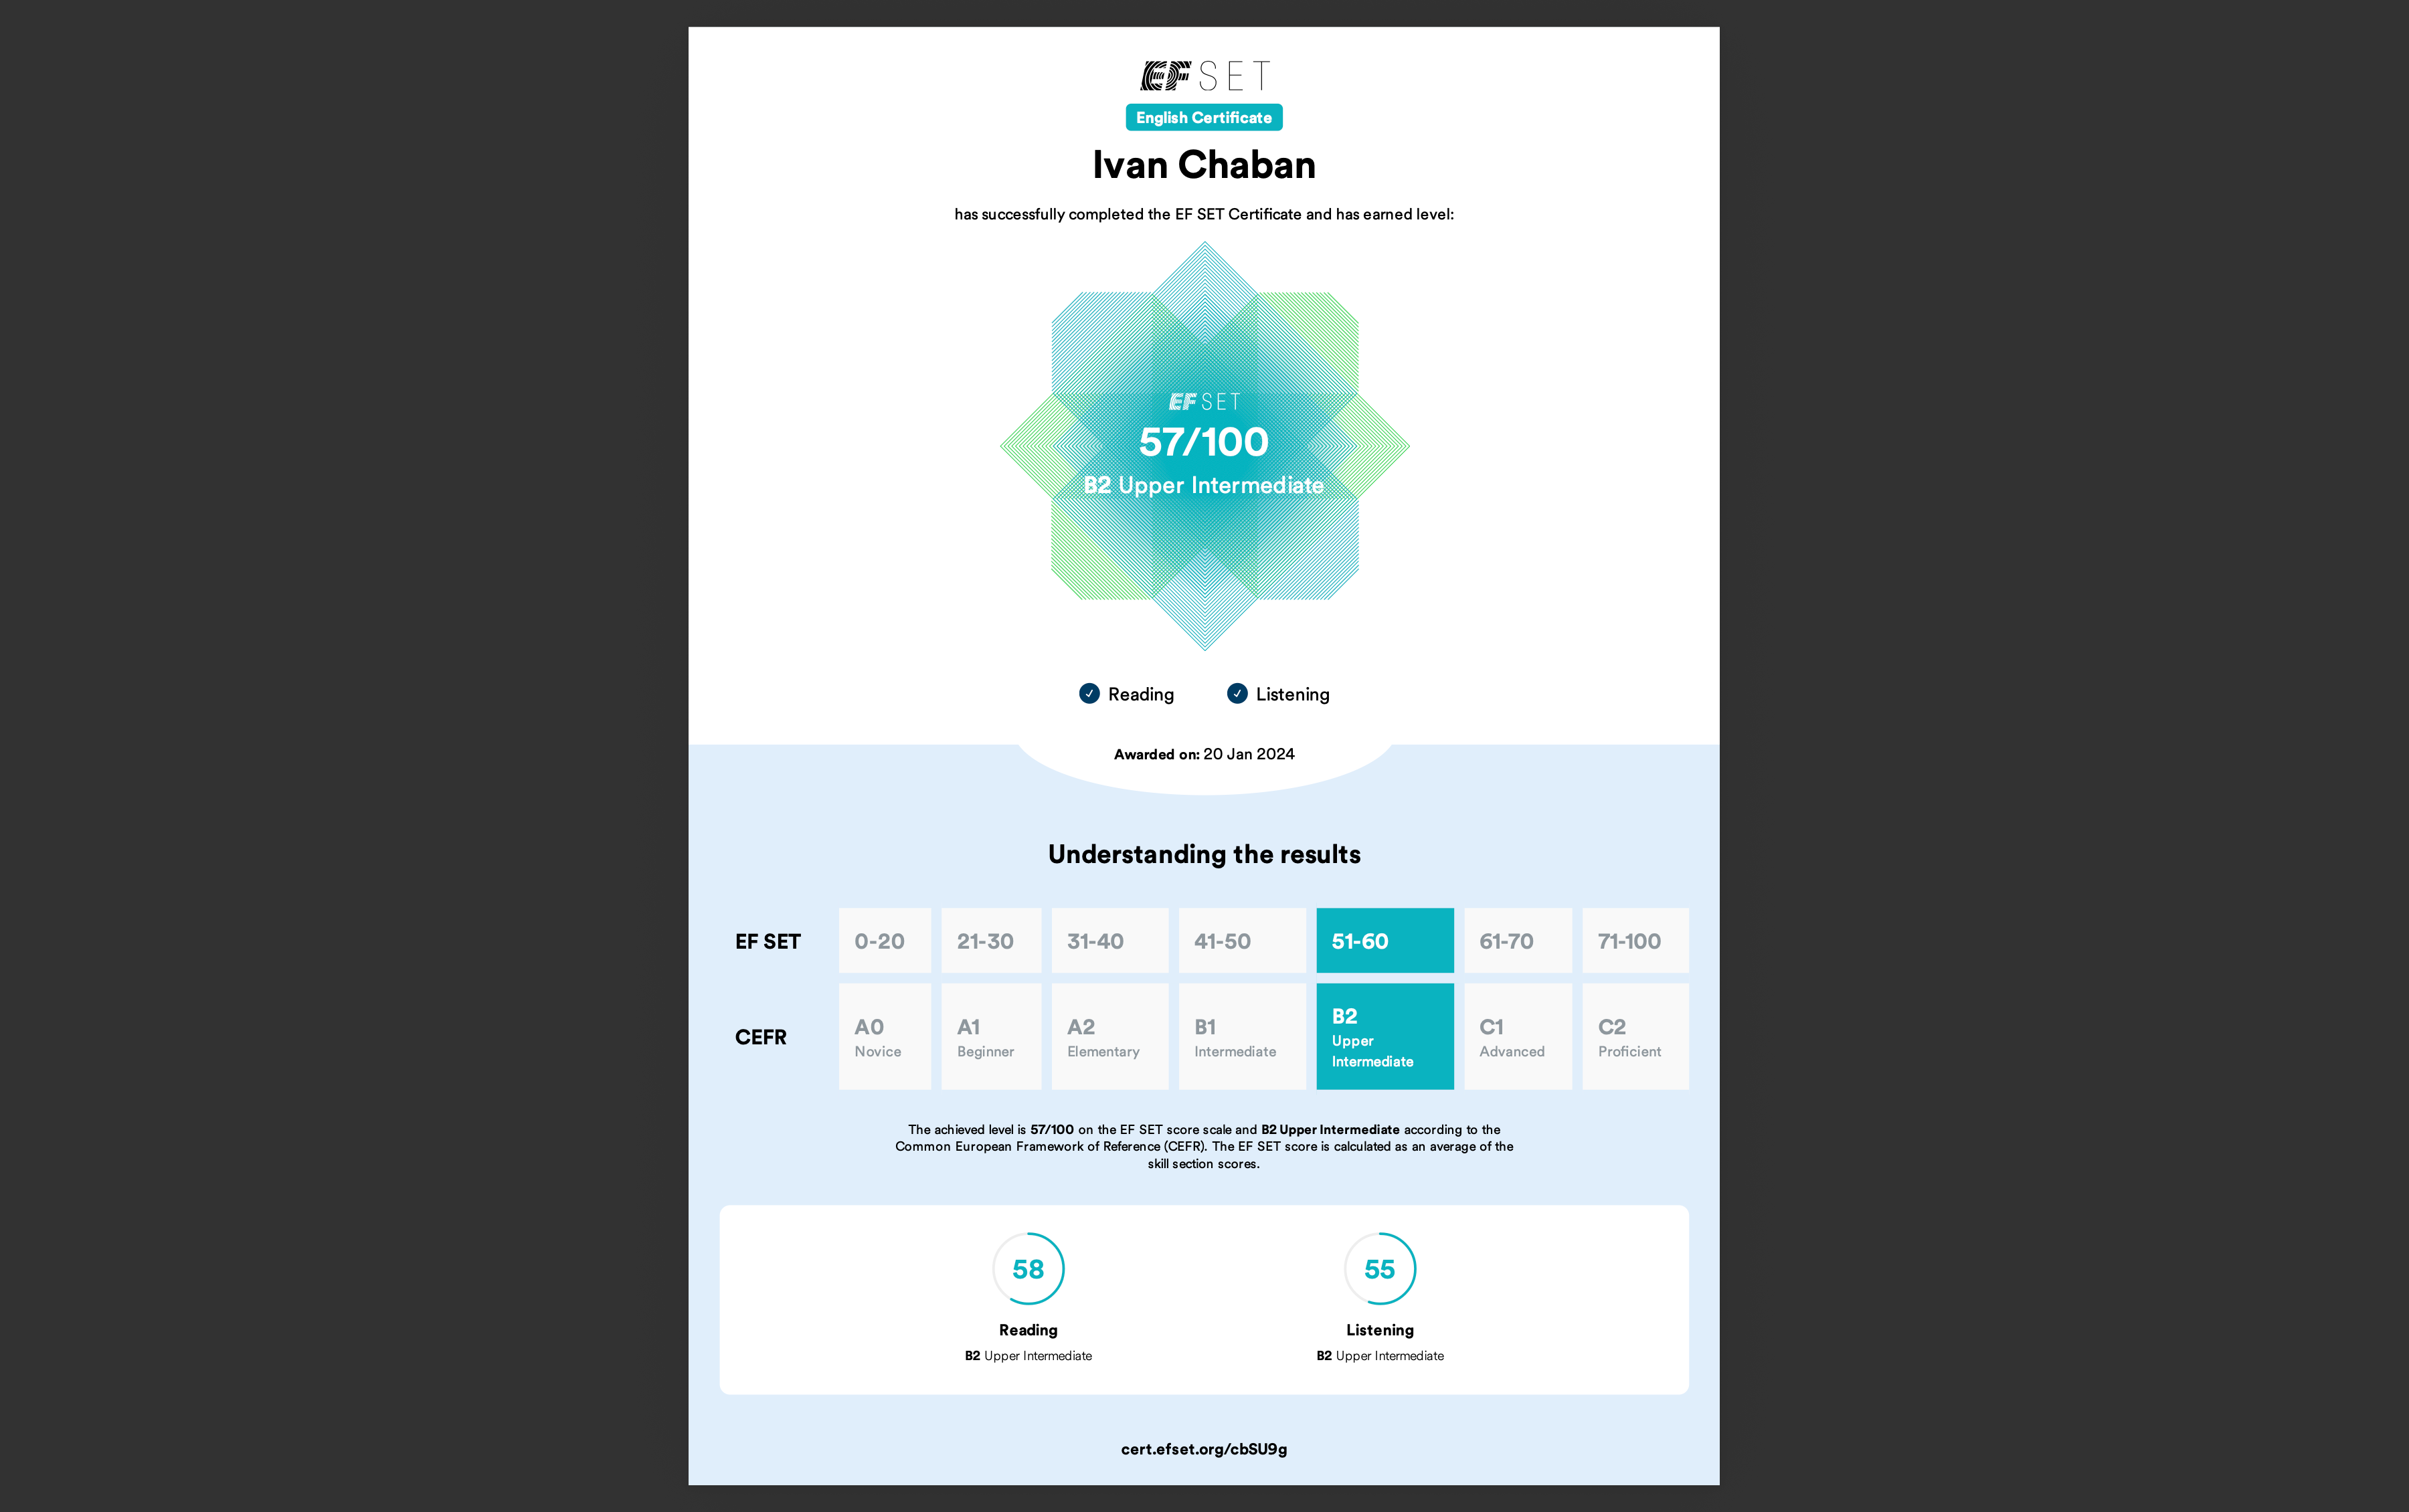 EF SET
English Certificate
Ivan Chaban
has successfully completed the EF SET Certificate and has earned level:
EF SET
57/100
B2 Upper Intermediate
Reading Listening
Awarded on: 20 Jan 2024
Understanding the results
EF SET 0-20 21-30 31-40 41-50 51-60 61-70 71-100
CEFR
A0
Novice
A1
Beginner
A2
Elementary
B1
Intermediate
B2
Upper
Intermediate
C1
Advanced
C2
Proficient
The achieved level is 57/100 on the EF SET score scale and B2 Upper Intermediate according to the
Common European Framework of Reference (CEFR). The EF SET score is calculated as an average of the
skill section scores.
58
Reading
B2 Upper Intermediate
55
Listening
B2 Upper Intermediate
cert.efset.org/cbSU9g